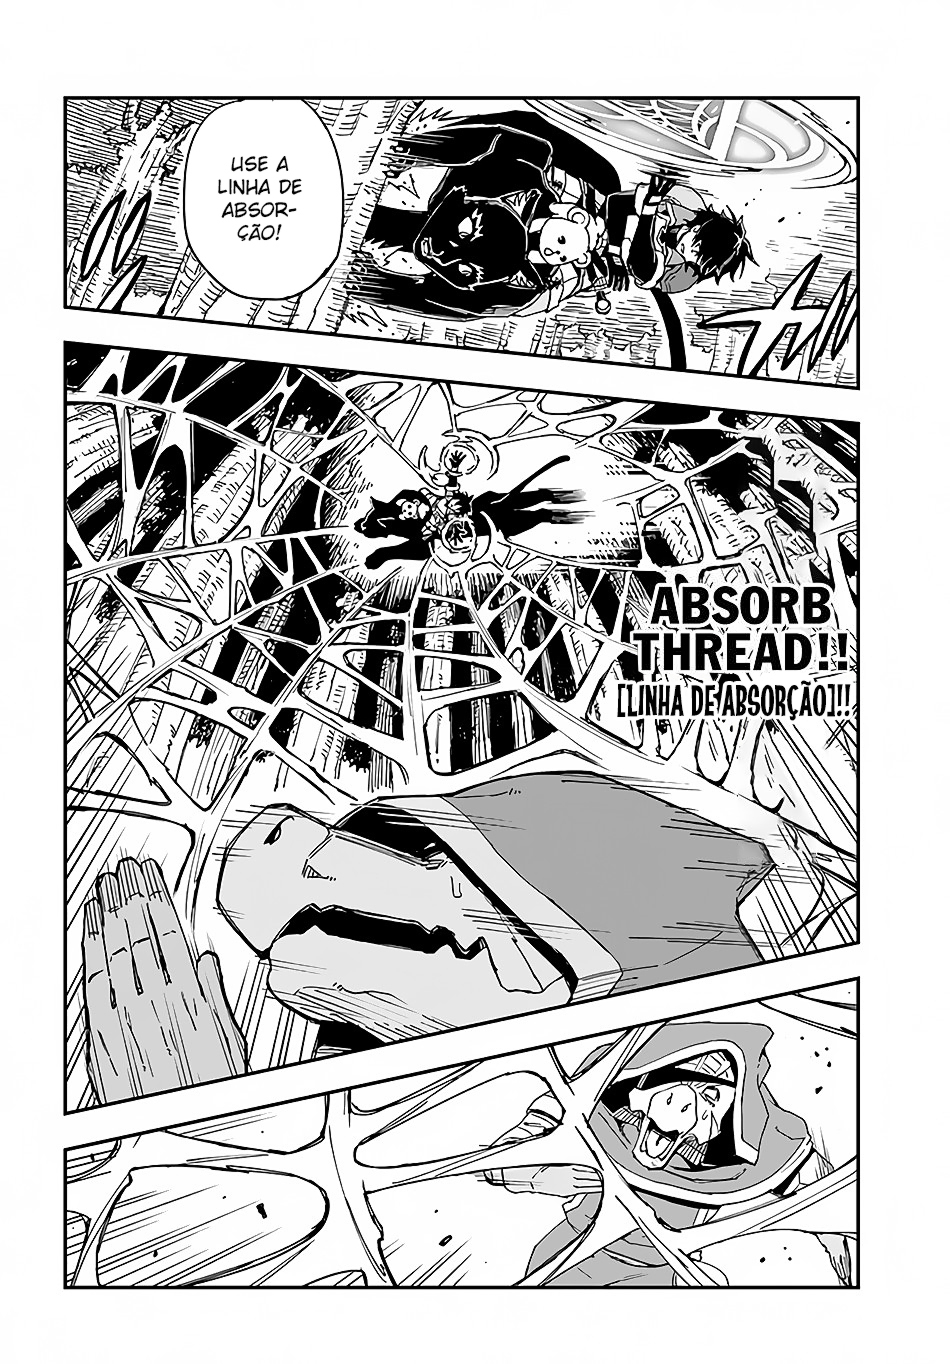 USE A
LINHA DE
ABSOR-
ÇÃO!
ABSORB
THREAD!!
[LINHA DE ABSORÇÃO]!!